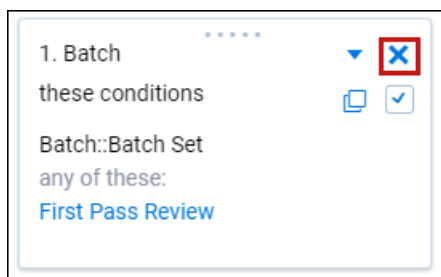 1. Batch
these conditions
Batch::Batch Set
any of these:
First Pass Review